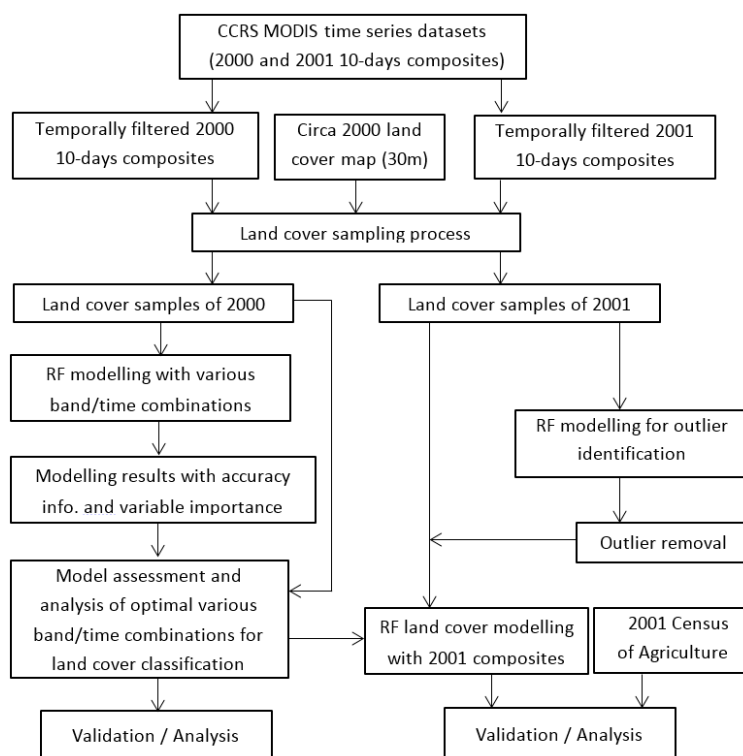 CCRS MODIS time series datasets
(2000 and 2001 10-days composites)
Temporally filtered 2000
10-days composites
Circa 2000 land
cover map (30m)
Temporally filtered 2001
10-days composites
Land cover sampling process
Land cover samples of 2000
Land cover samples of 2001
RF modelling with various
band/time combinations
RF modelling for outlier
identification
Modelling results with accuracy
info. and variable importance
Outlier removal
Model assessment and
analysis of optimal various
band/time combinations for
land cover classification
RF land cover modelling
with 2001 composites
2001 Census
of Agriculture
Validation / Analysis
Validation / Analysis